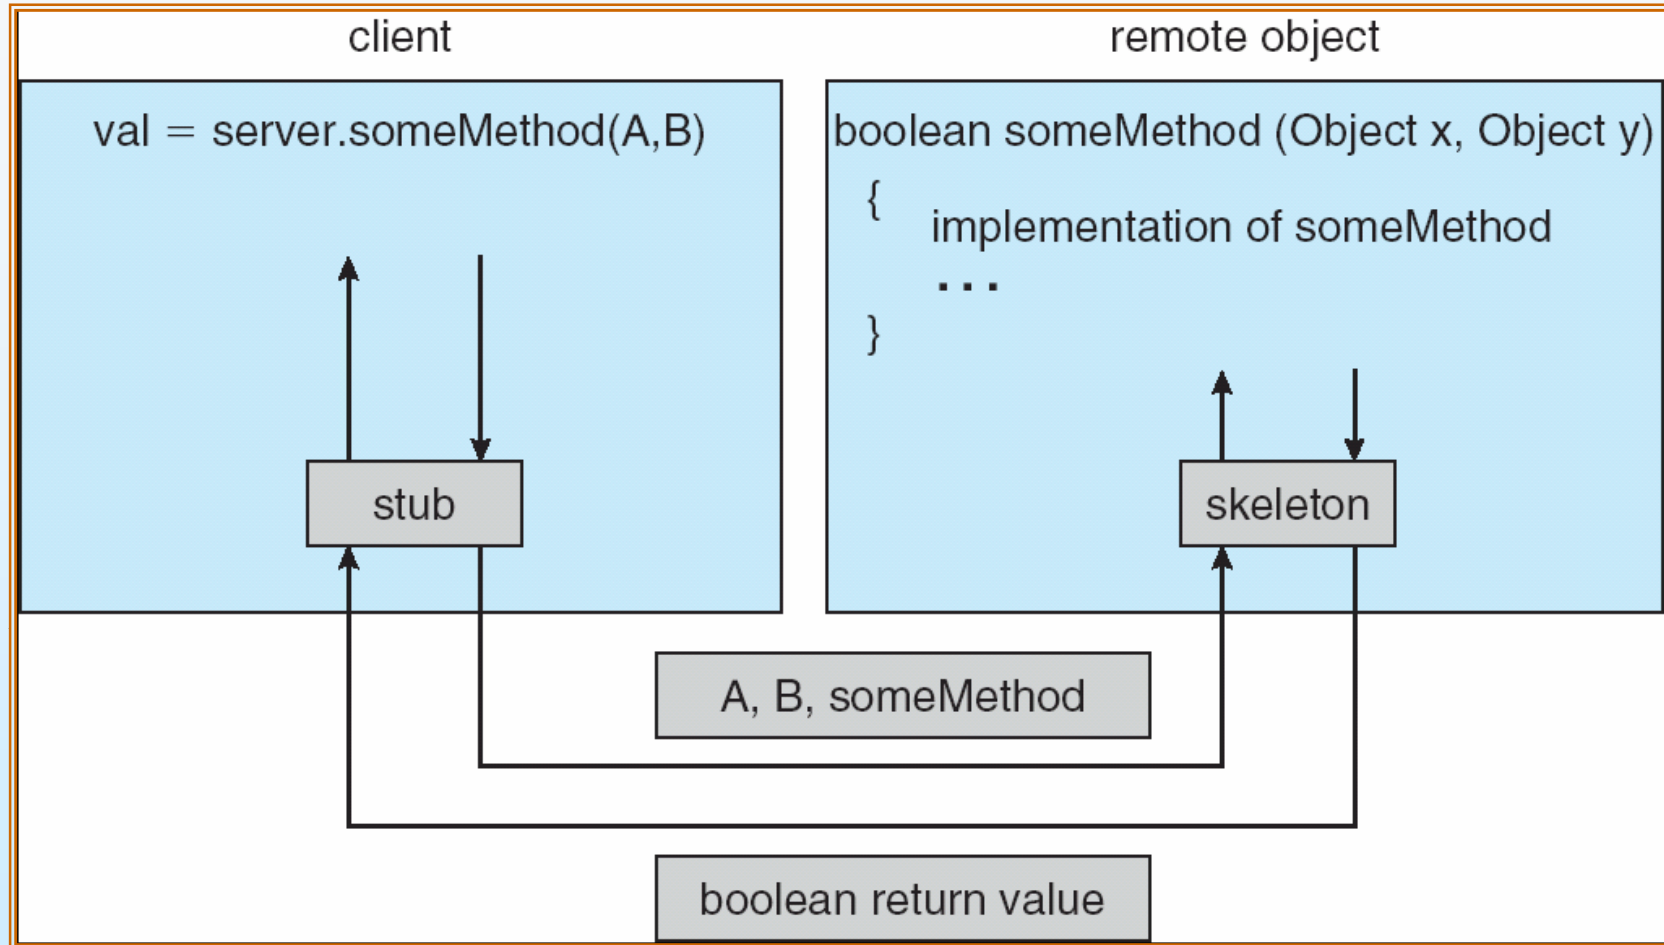 client
remote object
val = server.someMethod(A,B)
boolean someMethod (Object x, Object y)
{
implementation of someMethod
...
}
stub
skeleton
A, B, someMethod
boolean return value